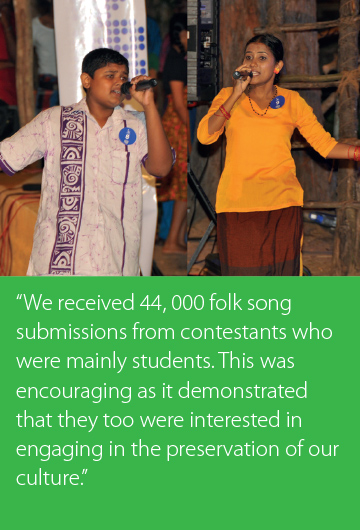 “We received 44, 000 folk song
submissions from contestants who
were mainly students. This was
encouraging as it demonstrated
that they too were interested in
engaging in the preservation of our
culture.”